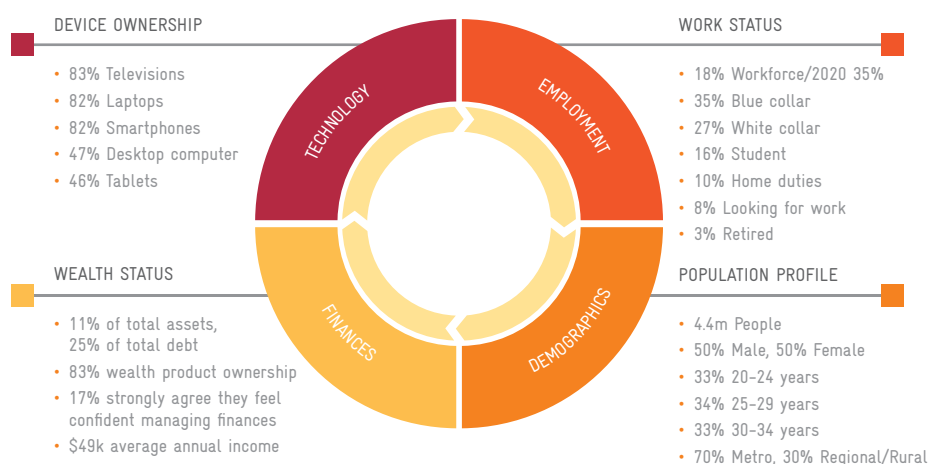 DEVICE OWNERSHIP
• 83% Televisions
• 82% Laptops
• 82% Smartphones
• 47% Desktop computer
• 46% Tablets
WORK STATUS
• 18% Workforce/2020 35%
• 35% Blue collar
• 27% White collar
• 16% Student
• 10% Home duties
• 8% Looking for work
• 3% Retired
TECHNOLOGY
EMPLOYMENT
FINANCES
DEMOGRAPHICS
WEALTH STATUS
• 11% of total assets,
25% of total debt
• 83% wealth product ownership
• 17% strongly agree they feel
confident managing finances
• $49k average annual income
POPULATION PROFILE
• 4.4m People
• 50% Male, 50% Female
• 33% 20-24 years
• 34% 25-29 years
• 33% 30-34 years
• 70% Metro, 30% Regional/Rural